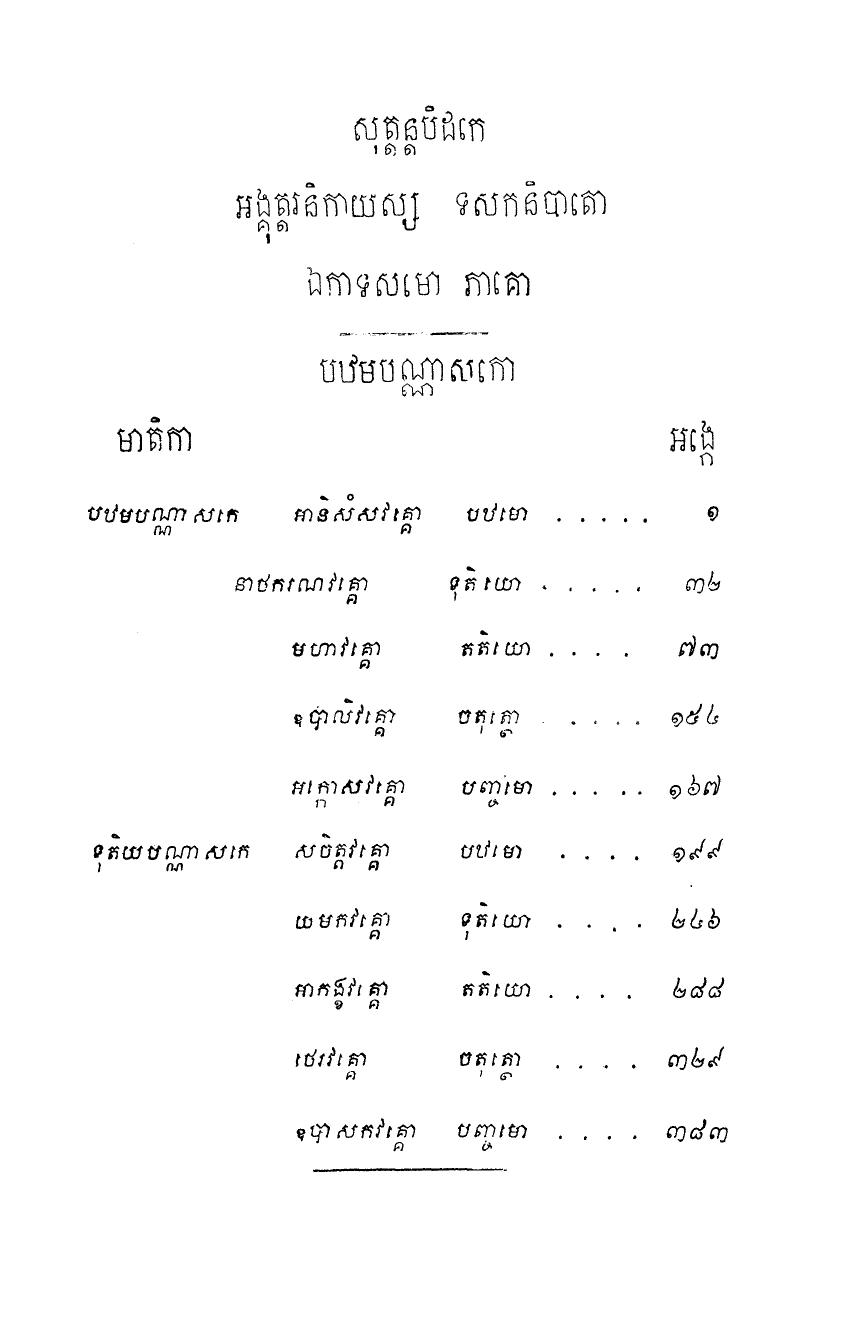 សុត្តន្តបិដកេ
អង្គុត្តរនិកាយស្ស ទសកនិបាតោ
ឯកាទសមោ ភាគោ
បឋមបណ្ណាសកោ
មាតិកា អង្កេ
បឋមបណ្ណាសកេ អានិសំសវគ្គោ បឋមោ . . . . . ១
នាថករណវគ្គោ ទុតិយោ . . . . . ៣២
មហាវគ្គោ តតិយោ . . . . ៧៣
ឧបាលិវគ្គោ ចតុត្ថោ . . . . . ១៥៤
អក្កោសវគ្គោ បញ្ចមោ . . . . . ១៦៧
ទុតិយបណ្ណាសកេ សចិត្តវគ្គោ បឋមោ . . . . ១៩៩
យមកវគ្គោ ទុតិយោ . . . . ២៤៦
អាកង្ខវគ្គោ តតិយោ . . . . ២៨៨
ថេរវគ្គោ ចតុត្ថោ . . . . ៣២៩
ឧបាសកវគ្គោ បញ្ចមោ . . . . ៣៨៣